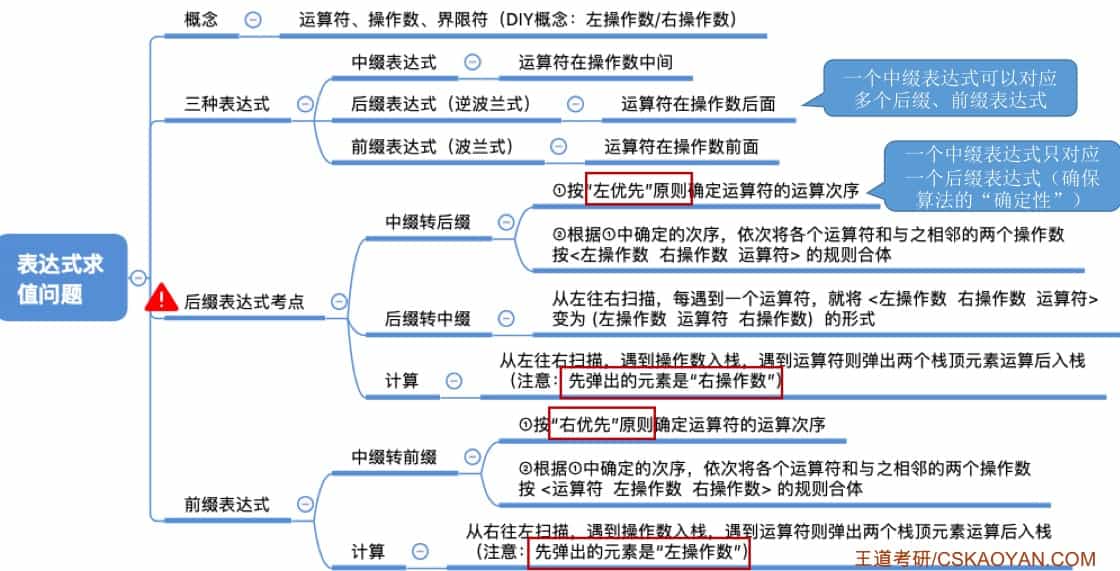 表达式求
值问题
概念
运算符、操作数、界限符（DIY概念：左操作数/右操作数）
三种表达式
中缀表达式
运算符在操作数中间
后缀表达式（逆波兰式）
运算符在操作数后面
一个中缀表达式可以对应
多个后缀、前缀表达式
前缀表达式（波兰式）
运算符在操作数前面
后缀表达式考点
中缀转后缀
①按“左优先”原则确定运算符的运算次序
一个中缀表达式只对应
一个后缀表达式（确保
算法的“确定性”）
②根据①中确定的次序，依次将各个运算符和与之相邻的两个操作数
按<左操作数 右操作数 运算符> 的规则合体
后缀转中缀
从左往右扫描，每遇到一个运算符，就将 <左操作数 右操作数 运算符>
变为 (左操作数 运算符 右操作数) 的形式
计算
从左往右扫描，遇到操作数入栈，遇到运算符则弹出两个栈顶元素运算后入栈
（注意：先弹出的元素是“右操作数”）
前缀表达式
中缀转前缀
①按“右优先”原则确定运算符的运算次序
②根据①中确定的次序，依次将各个运算符和与之相邻的两个操作数
按 <运算符 左操作数 右操作数> 的规则合体
计算
从右往左扫描，遇到操作数入栈，遇到运算符则弹出两个栈顶元素运算后入栈
（注意：先弹出的元素是“左操作数”）
王道考研/CSKAOYAN.COM